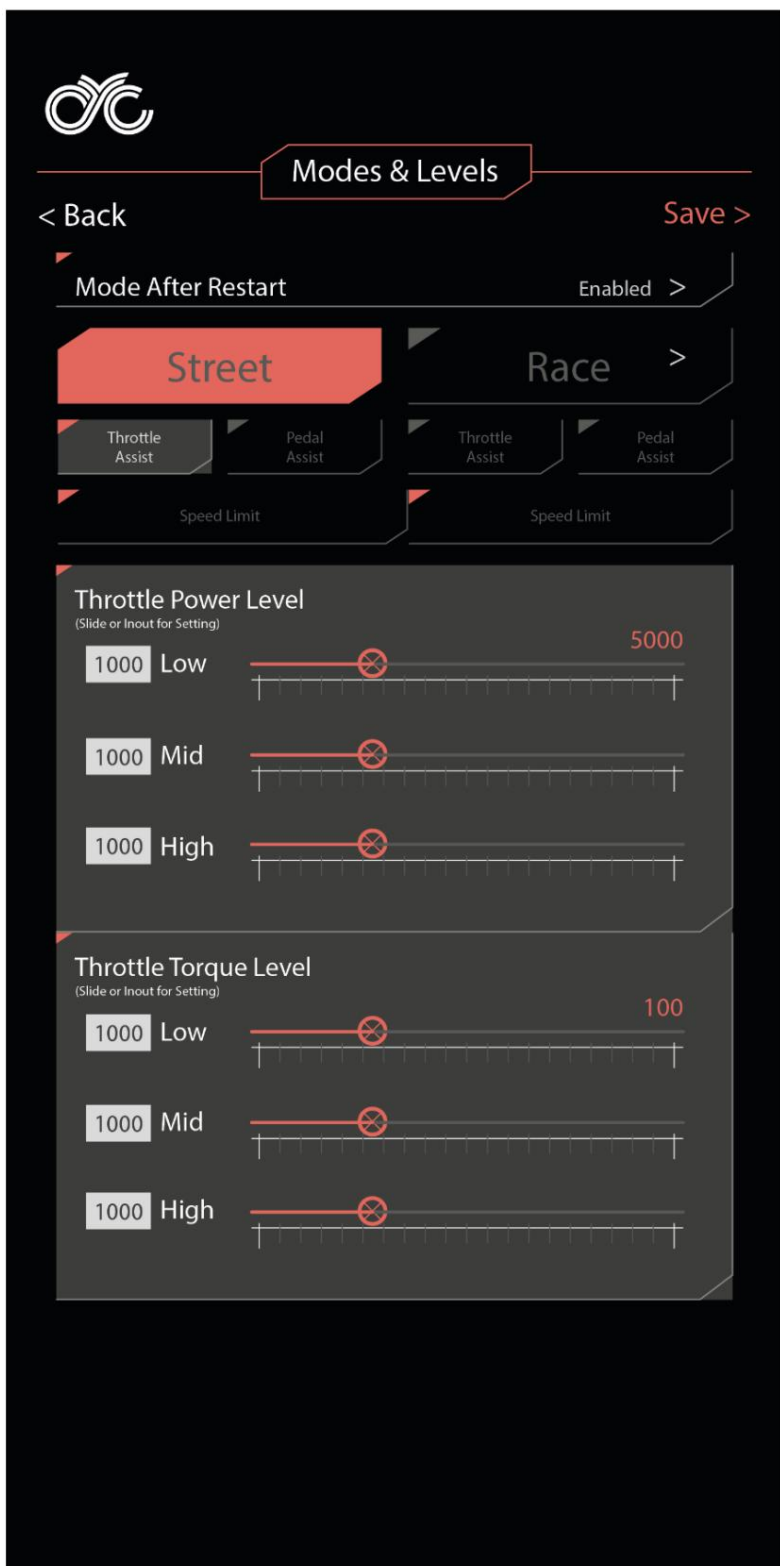 Modes & Levels
< Back
Save >
Mode After Restart
Enabled >
Street
Race >
Throttle
Assist
Pedal
Assist
Throttle
Assist
Pedal
Assist
Speed Limit
Speed Limit
Throttle Power Level
(Slide or Inout for Setting)
5000
1000 Low
1000 Mid
1000 High
Throttle Torque Level
(Slide or Inout for Setting)
100
1000 Low
1000 Mid
1000 High